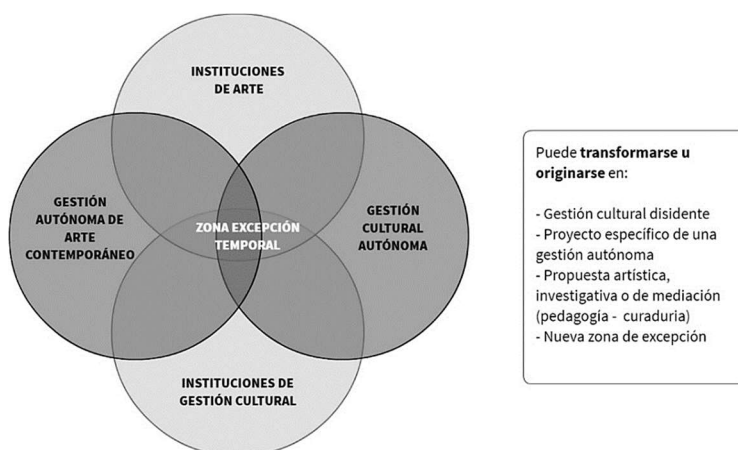 INSTITUCIONES
DE ARTE
GESTIÓN
AUTÓNOMA DE
ARTE
CONTEMPORÁNEO
ZONA EXCEPCIÓN
TEMPORAL
GESTIÓN
CULTURAL
AUTÓNOMA
INSTITUCIONES DE
GESTIÓN CULTURAL
Puede transformarse u
originarse en:
- Gestión cultural disidente
- Proyecto específico de una
gestión autónoma
- Propuesta artística,
investigativa o de mediación
(pedagogía - curaduria)
- Nueva zona de excepción